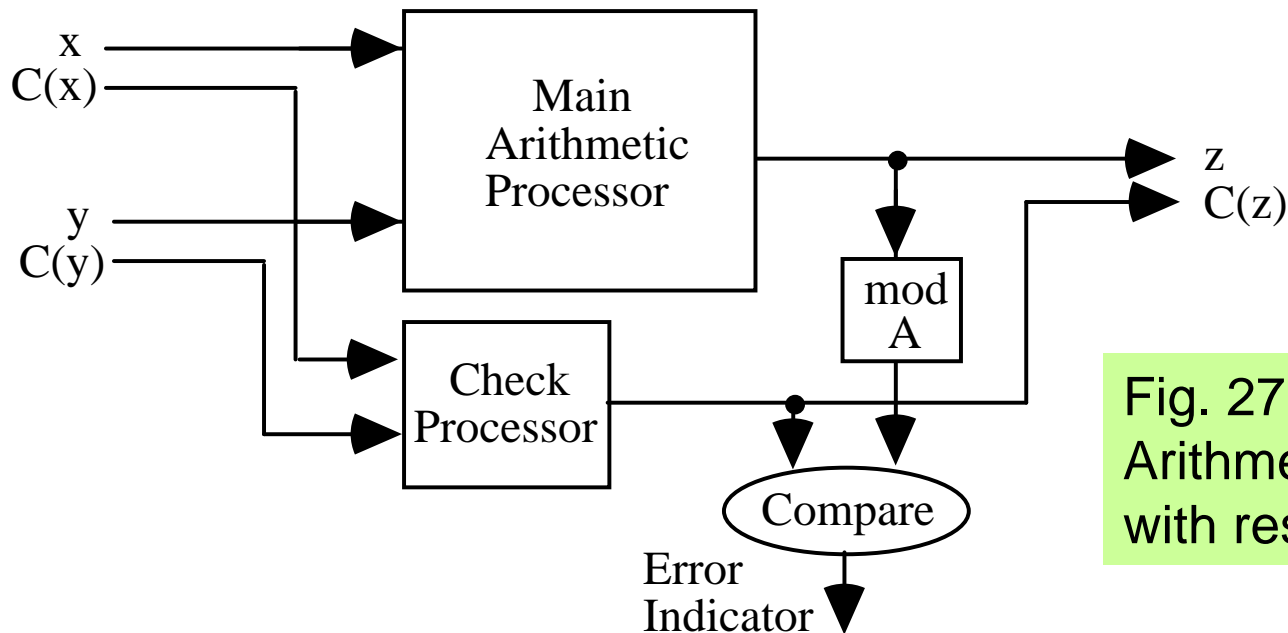 x
C(x)
y
C(y)
Main
Arithmetic
Processor
Check
Processor
mod
A
Compare
Error
Indicator
z
C(z)
Fig. 27
Arithme
with res